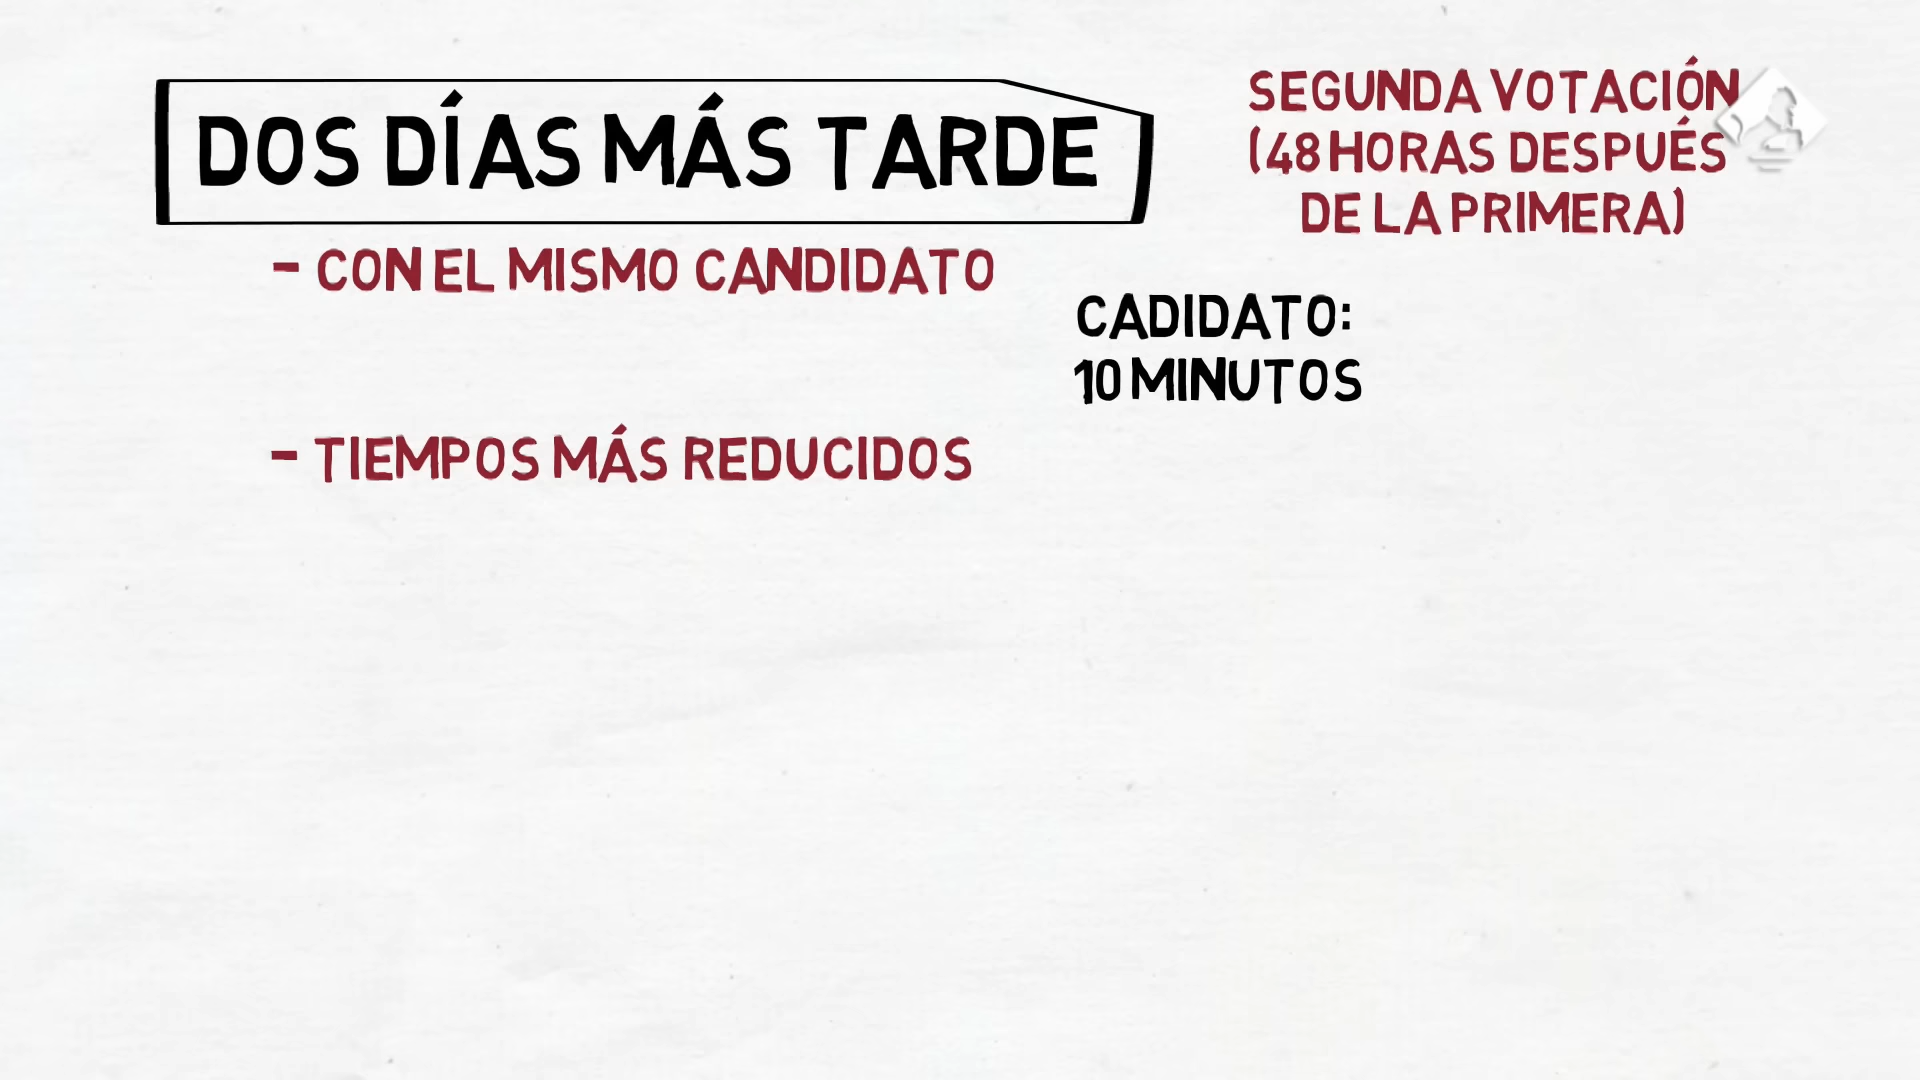 DOS DÍAS MÁS TARDE
SEGUNDA VOTACIÓN
(48 HORAS DESPUÉS
DE LA PRIMERA)
- CON EL MISMO CANDIDATO
CADIDATO:
10 MINUTOS
- TIEMPOS MÁS REDUCIDOS